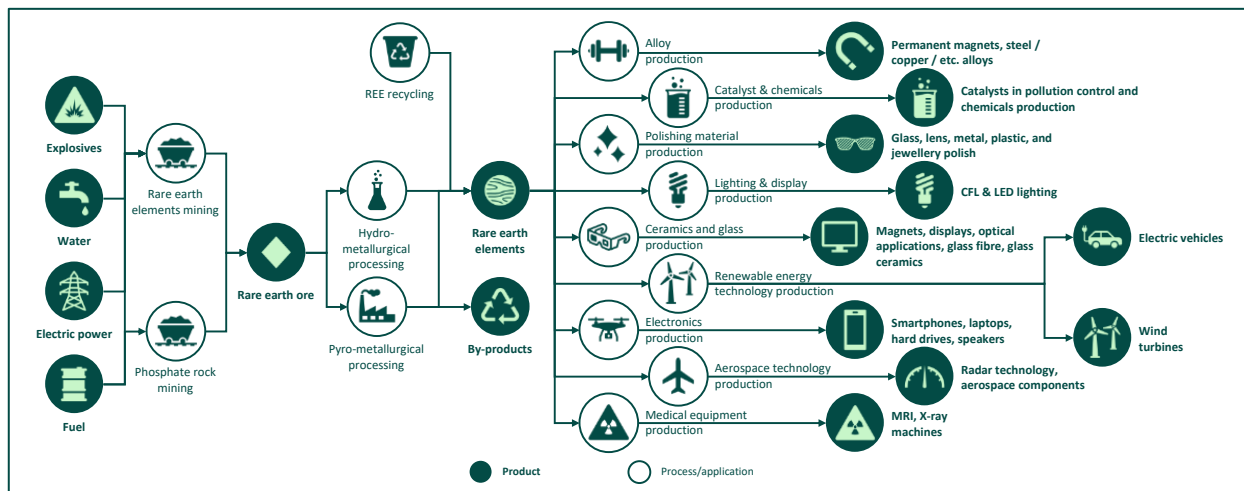 Explosives
Water
Electric power
Fuel
Rare earth
elements mining
Phosphate rock
mining
Rare earth ore
REE recycling
Hydro-
metallurgical
processing
Pyro-metallurgical
processing
Rare earth
elements
By-products
Alloy
production
Permanent magnets, steel /
copper / etc. alloys
Catalyst & chemicals
production
Catalysts in pollution control and
chemicals production
Polishing material
production
Glass, lens, metal, plastic, and
jewellery polish
Lighting & display
production
CFL & LED lighting
Ceramics and glass
production
Magnets, displays, optical
applications, glass fibre, glass
ceramics
Renewable energy
technology production
Electric vehicles
Wind
turbines
Electronics
production
Smartphones, laptops,
hard drives, speakers
Aerospace technology
production
Radar technology,
aerospace components
Medical equipment
production
MRI, X-ray
machines
Product
Process/application